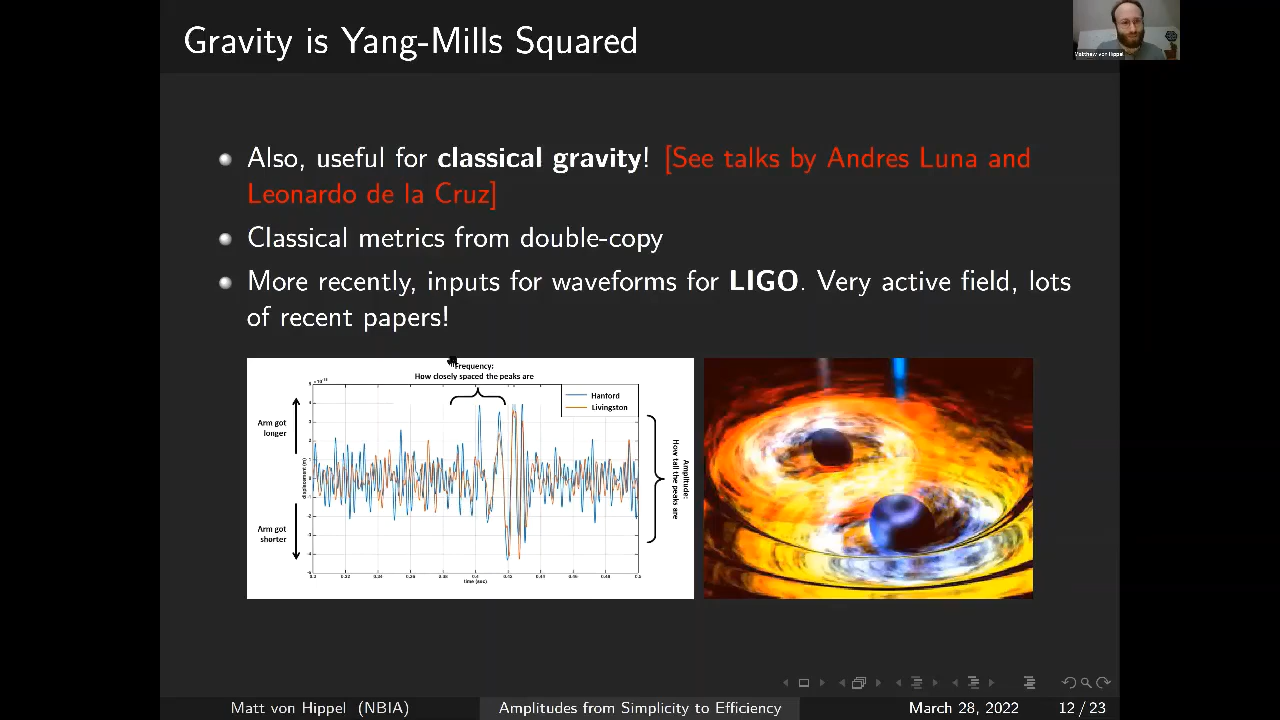 Gravity is Yang-Mills Squared
Matthew von Hippel
Also, useful for classical gravity! [See talks by Andres Luna and
Leonardo de la Cruz]
Classical metrics from double-copy
More recently, inputs for waveforms for LIGO. Very active field, lots
of recent papers!
Frequency:
How closely spaced the peaks are
Hanford
Livingston
Arm got
longer
Arm got
shorter
displacement (m)
Amplitude:
How tall the peaks are
time (sec)
Matt von Hippel (NBIA)
Amplitudes from Simplicity to Efficiency
March 28, 2022
12 / 23